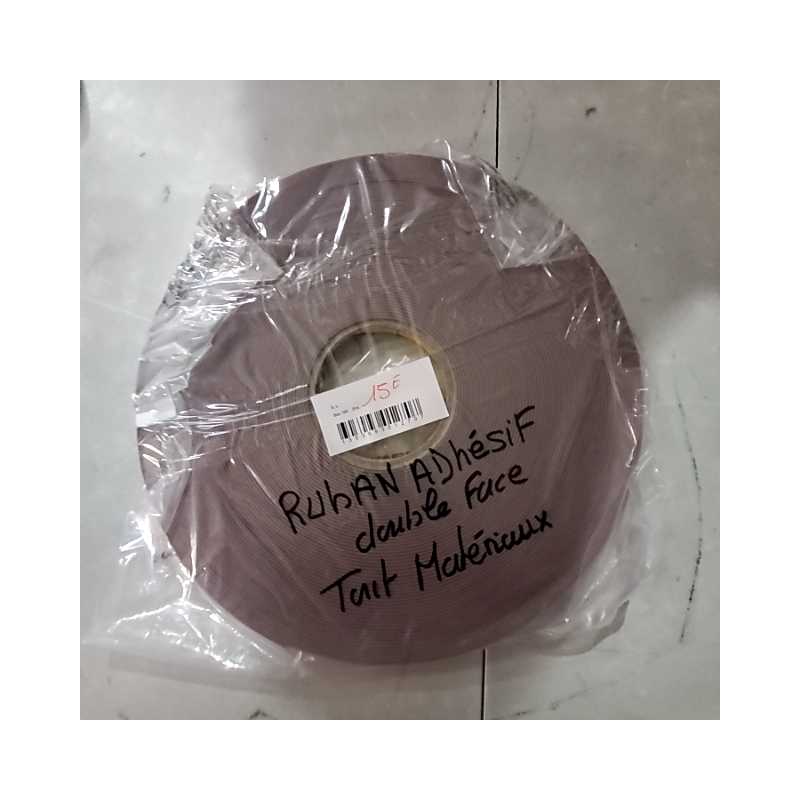 15€
RubAN ADhésiF
double Face
Tout Matériaux